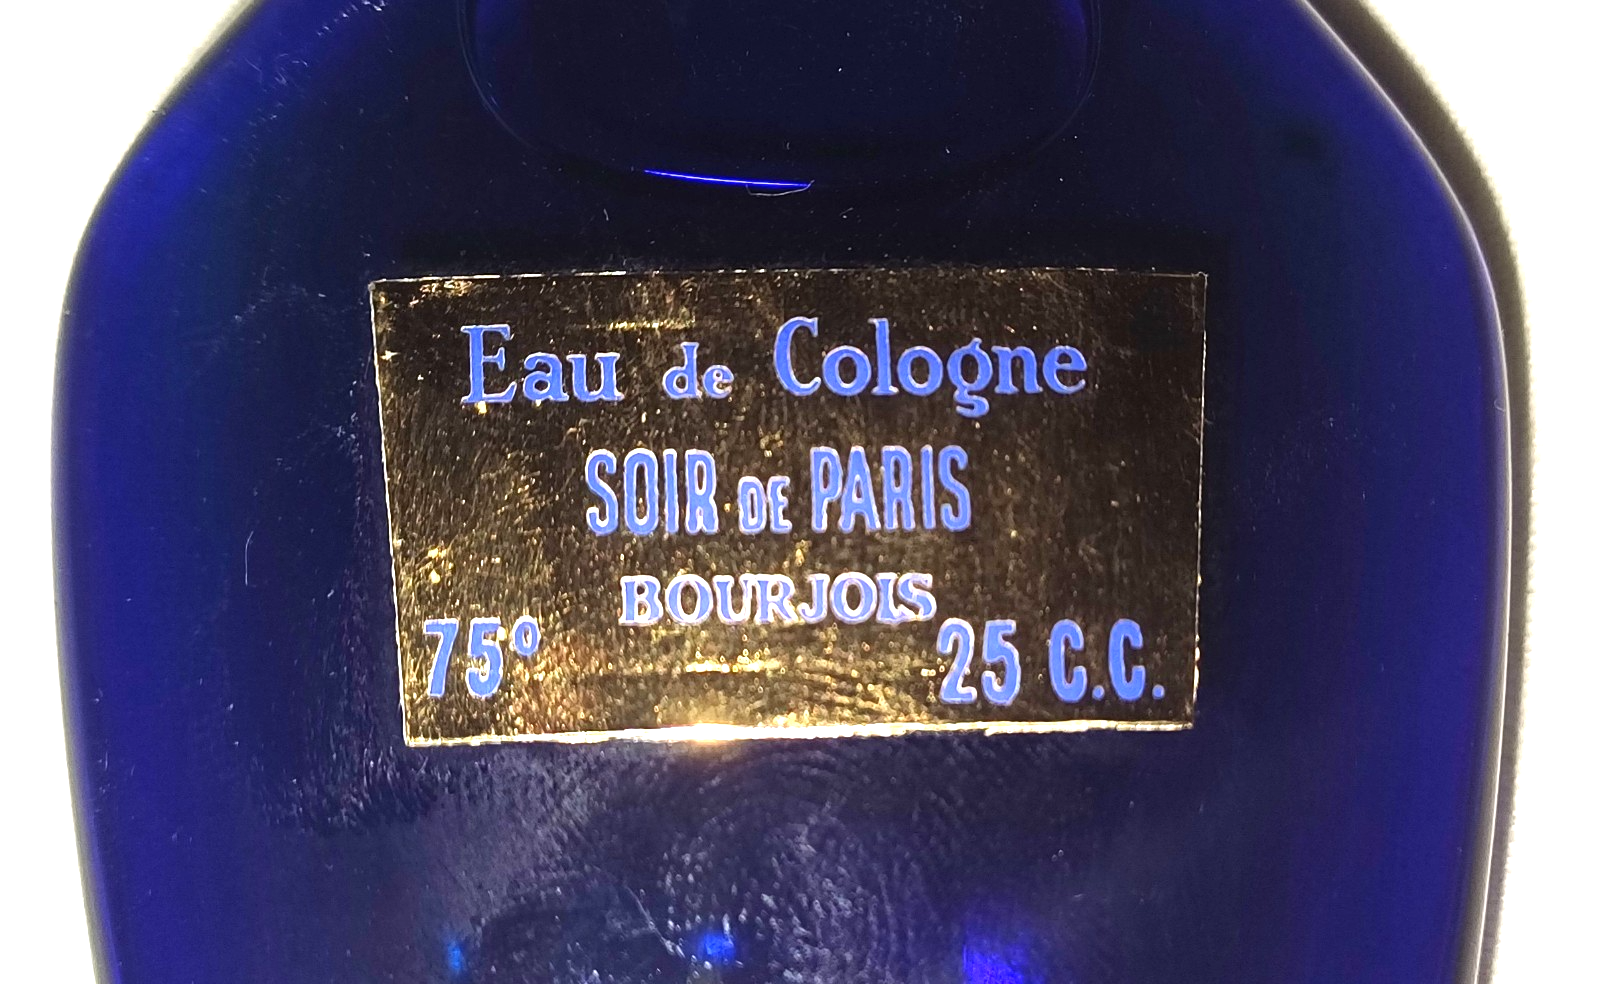 Eau de Cologne
SOIR DE PARIS
BOURJOIS
75° 25 C.C.